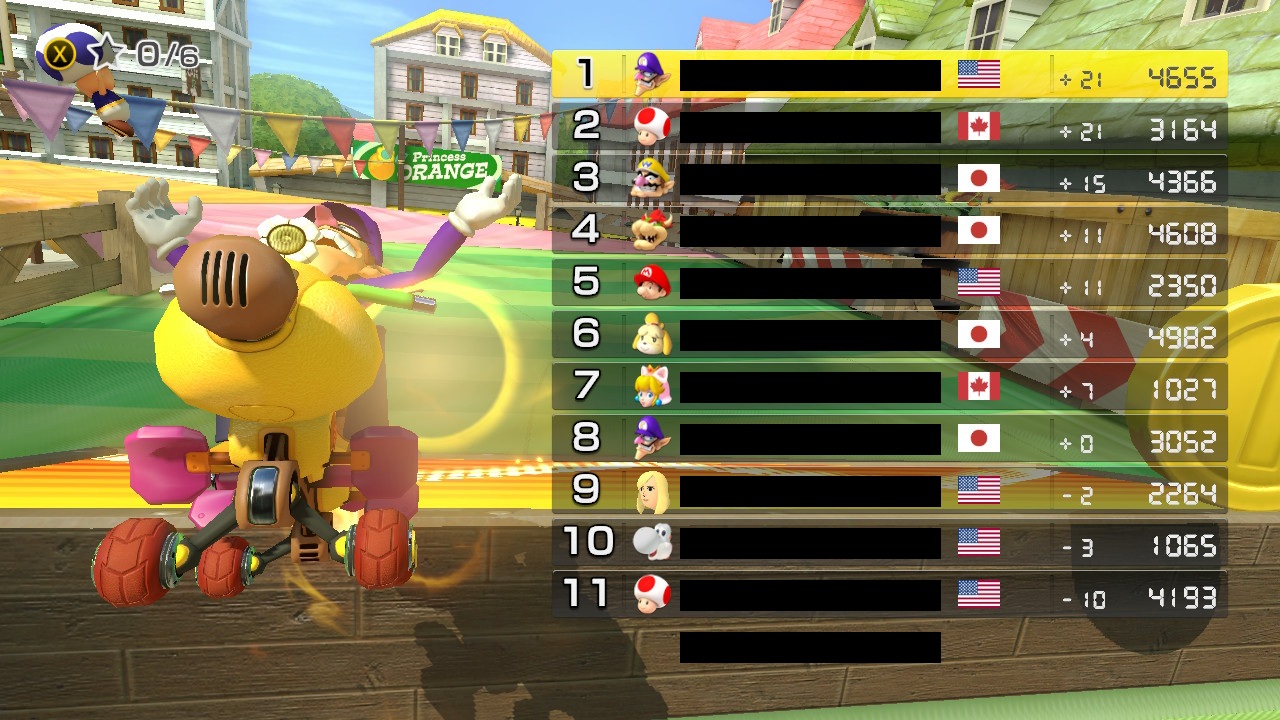 X 0/6
Princess
ORANGE
1 + 21 4655
2 + 21 3164
3 + 15 4366
4 + 11 4608
5 + 11 2350
6 + 4 4982
7 + 7 1027
8 + 0 3052
9 - 2 2264
10 - 3 1065
11 - 10 4193